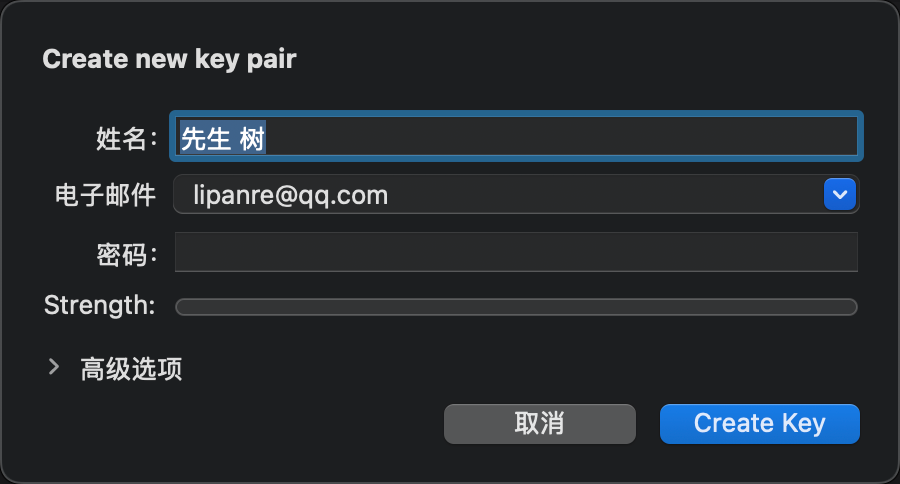 Create new key pair
姓名： 先生 树
电子邮件 lipanre@qq.com
密码：
Strength:
高级选项
取消 Create Key